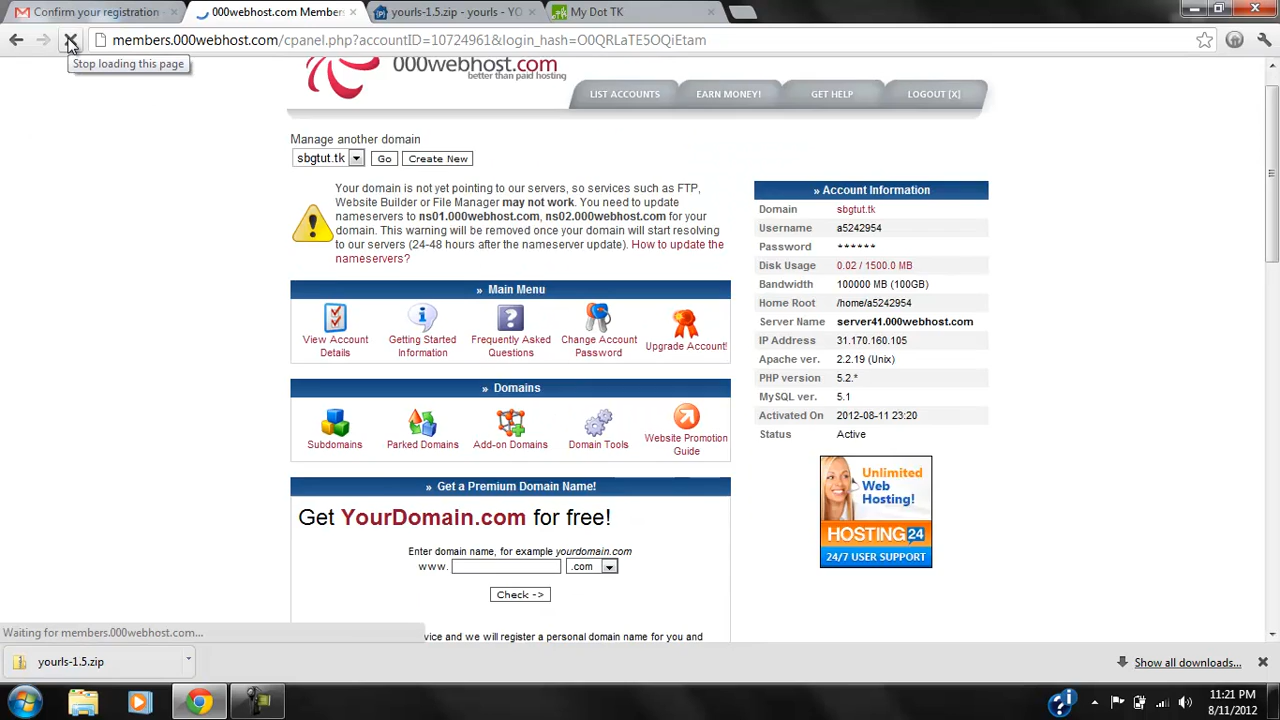 Confirm your registration
000webhost.com Members
yourls-1.5.zip - yourls - YO
My Dot TK
members.000webhost.com/cpanel.php?accountID=10724961&login_hash=O0QRLaTE5OQiEtam
Stop loading this page
000webhost.com
better than paid hosting
LIST ACCOUNTS
EARN MONEY!
GET HELP
LOGOUT [X]
Manage another domain
sbgtut.tk
Go
Create New
Your domain is not yet pointing to our servers, so services such as FTP,
Website Builder or File Manager may not work. You need to update
nameservers to ns01.000webhost.com, ns02.000webhost.com for your
domain. This warning will be removed once your domain will start resolving
to our servers (24-48 hours after the nameserver update). How to update the
nameservers?
» Main Menu
View Account
Details
Getting Started
Information
Frequently Asked
Questions
Change Account
Password
Upgrade Account!
» Domains
Subdomains
Parked Domains
Add-on Domains
Domain Tools
Website Promotion
Guide
» Get a Premium Domain Name!
Get YourDomain.com for free!
Enter domain name, for example yourdomain.com
www.
.com
Check ->
vice and we will register a personal domain name for you and
» Account Information
Domain sbgtut.tk
Username a5242954
Password ******
Disk Usage 0.02 / 1500.0 MB
Bandwidth 100000 MB (100GB)
Home Root /home/a5242954
Server Name server41.000webhost.com
IP Address 31.170.160.105
Apache ver. 2.2.19 (Unix)
PHP version 5.2.*
MySQL ver. 5.1
Activated On 2012-08-11 23:20
Status Active
Unlimited
Web
Hosting!
HOSTING 24
24/7 USER SUPPORT
Waiting for members.000webhost.com...
yourls-1.5.zip
Show all downloads...
11:21 PM
8/11/2012